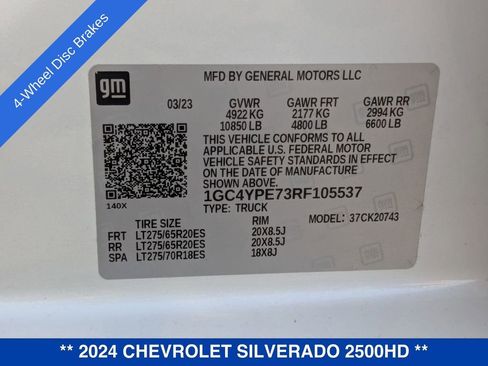 4-Wheel Disc Brakes
gm
MFD BY GENERAL MOTORS LLC
03/23 GVWR GAWR FRT GAWR RR
4922 KG 2177 KG 2994 KG
10850 LB 4800 LB 6600 LB
THIS VEHICLE CONFORMS TO ALL
APPLICABLE U.S. FEDERAL MOTOR
VEHICLE SAFETY STANDARDS IN EFFECT
ON THE DATE OF MANUFACTURE SHOWN ABOVE.
1GC4YPE73RF105537
140X
TYPE: TRUCK
TIRE SIZE RIM MODEL: 37CK20743
FRT LT275/65R20ES 20X8.5J
RR LT275/65R20ES 20X8.5J
SPA LT275/70R18ES 18X8J
** 2024 CHEVROLET SILVERADO 2500HD **